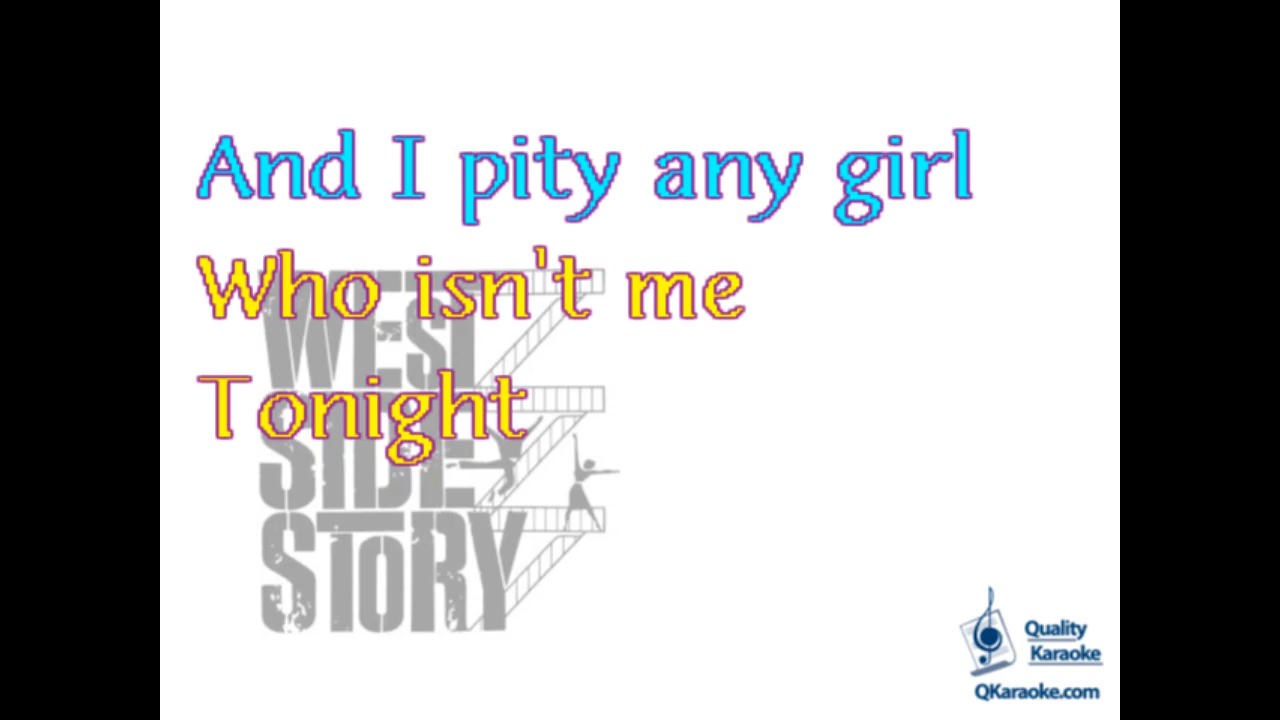 And I pity any girl
Who isn't me
Tonight
WEST
SIDE
STORY
Quality
Karaoke
QKaraoke.com